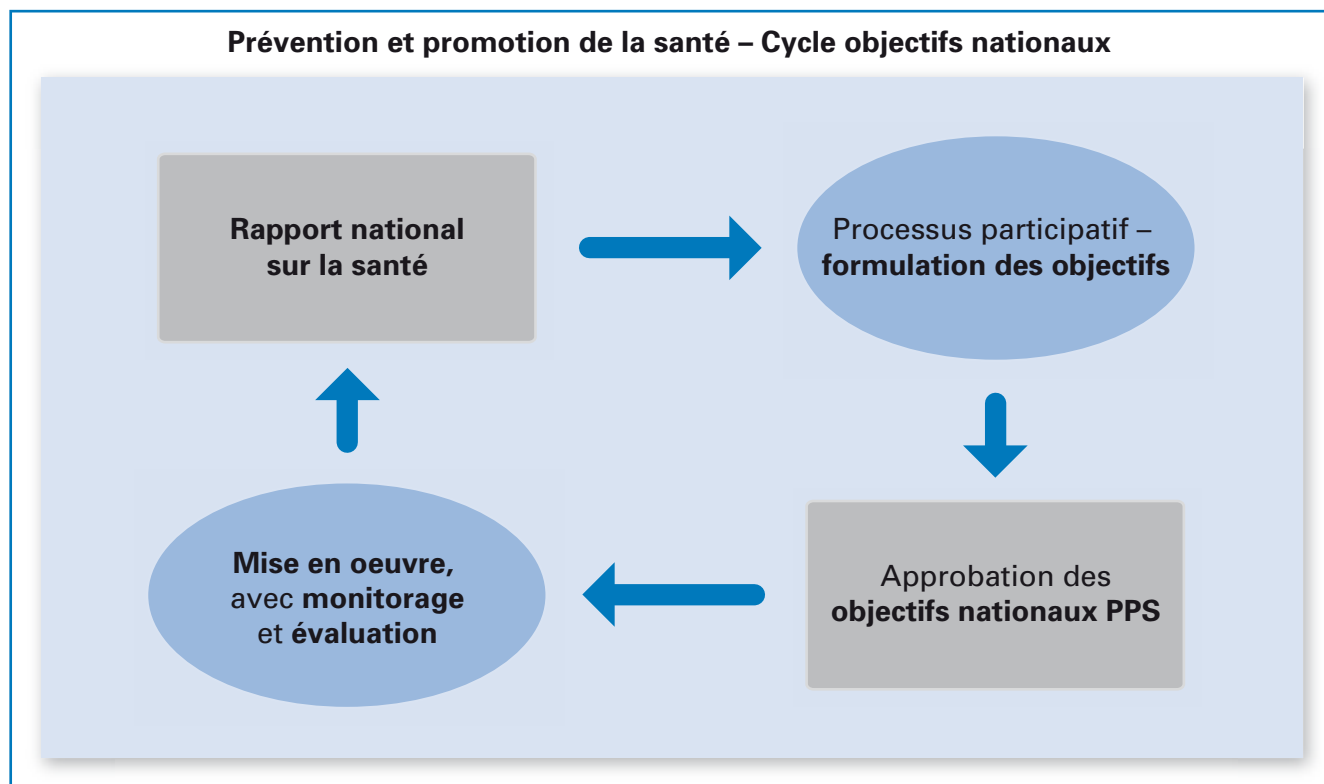 Prévention et promotion de la santé – Cycle objectifs nationaux
Rapport national
sur la santé
Processus participatif –
formulation des objectifs
Mise en oeuvre,
avec monitorage
et évaluation
Approbation des
objectifs nationaux PPS